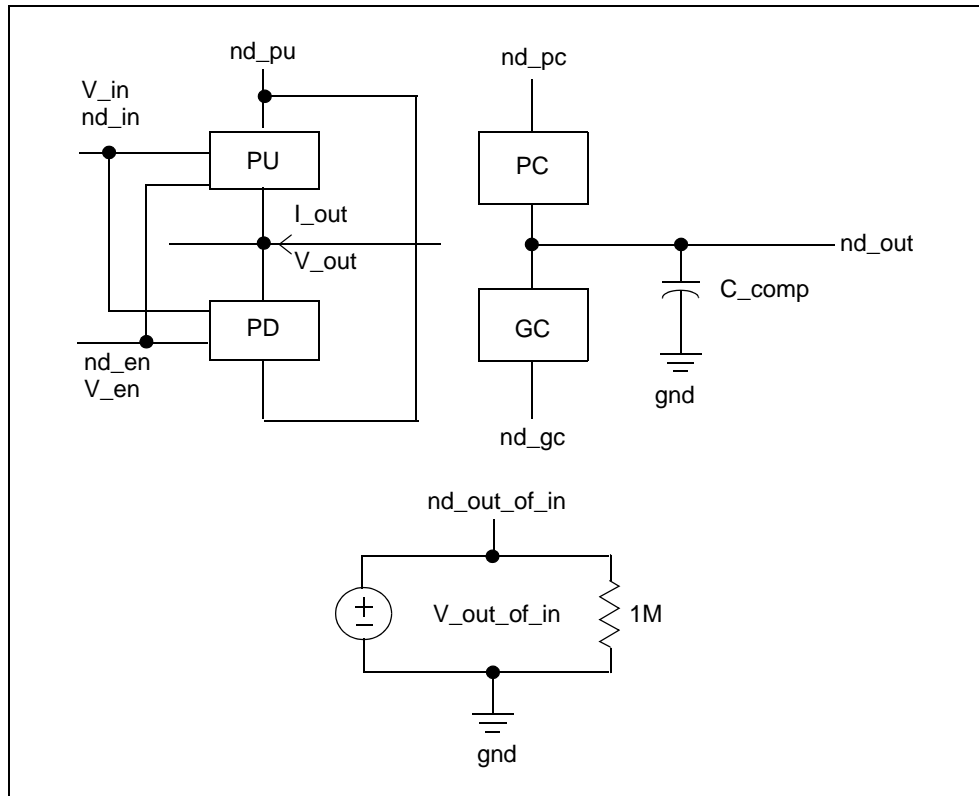 nd_pu
nd_pc
V_in
nd_in
PU
PC
I_out
V_out
nd_out
C_comp
PD
GC
nd_en
V_en
gnd
nd_gc
nd_out_of_in
+
−
V_out_of_in
1M
gnd